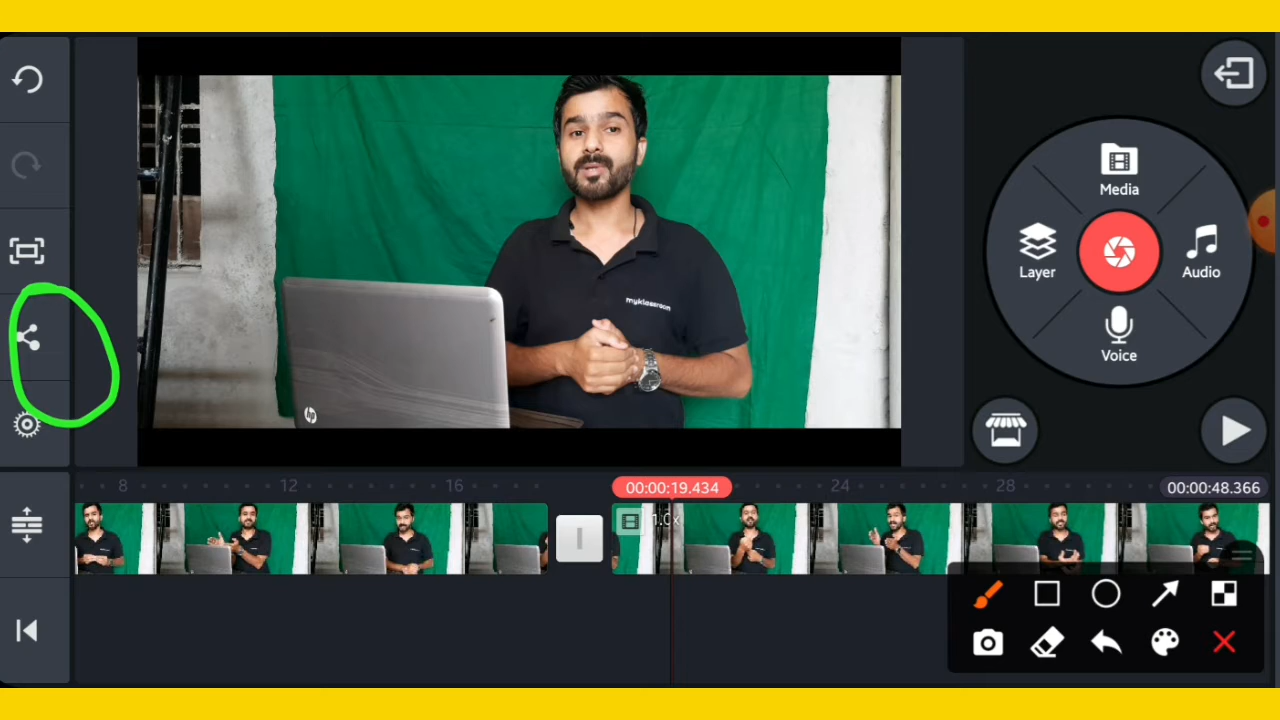 Media
Layer
Audio
Voice
myklassroom
hp
8
12
16
00:00:19.434
24
28
00:00:48.366
1.0x